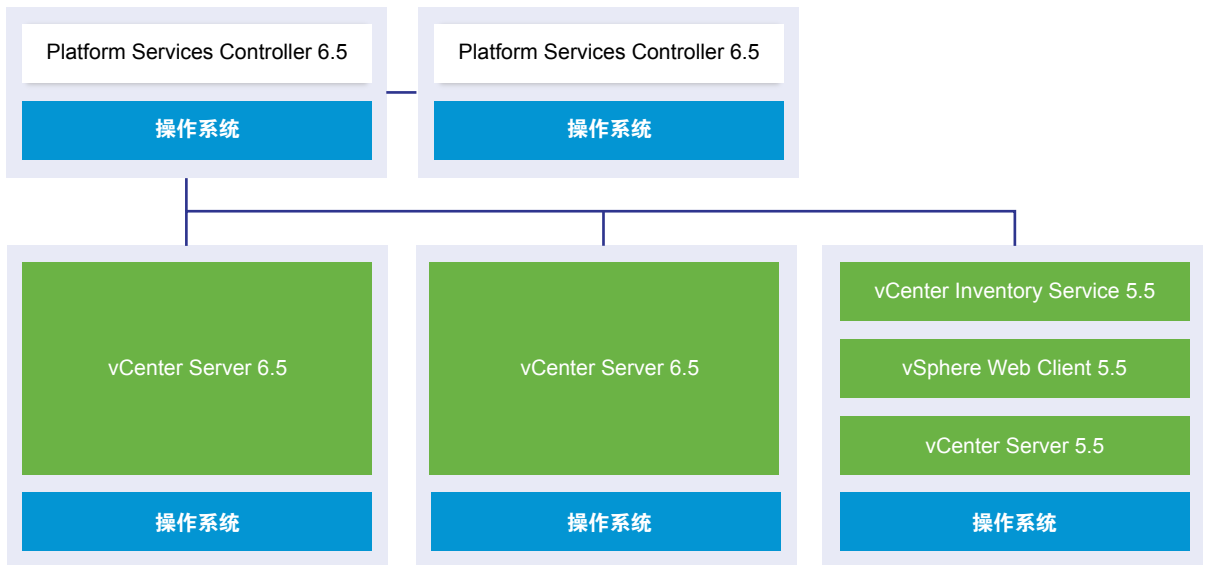 Platform Services Controller 6.5
操作系统
Platform Services Controller 6.5
操作系统
vCenter Server 6.5
操作系统
vCenter Server 6.5
操作系统
vCenter Inventory Service 5.5
vSphere Web Client 5.5
vCenter Server 5.5
操作系统